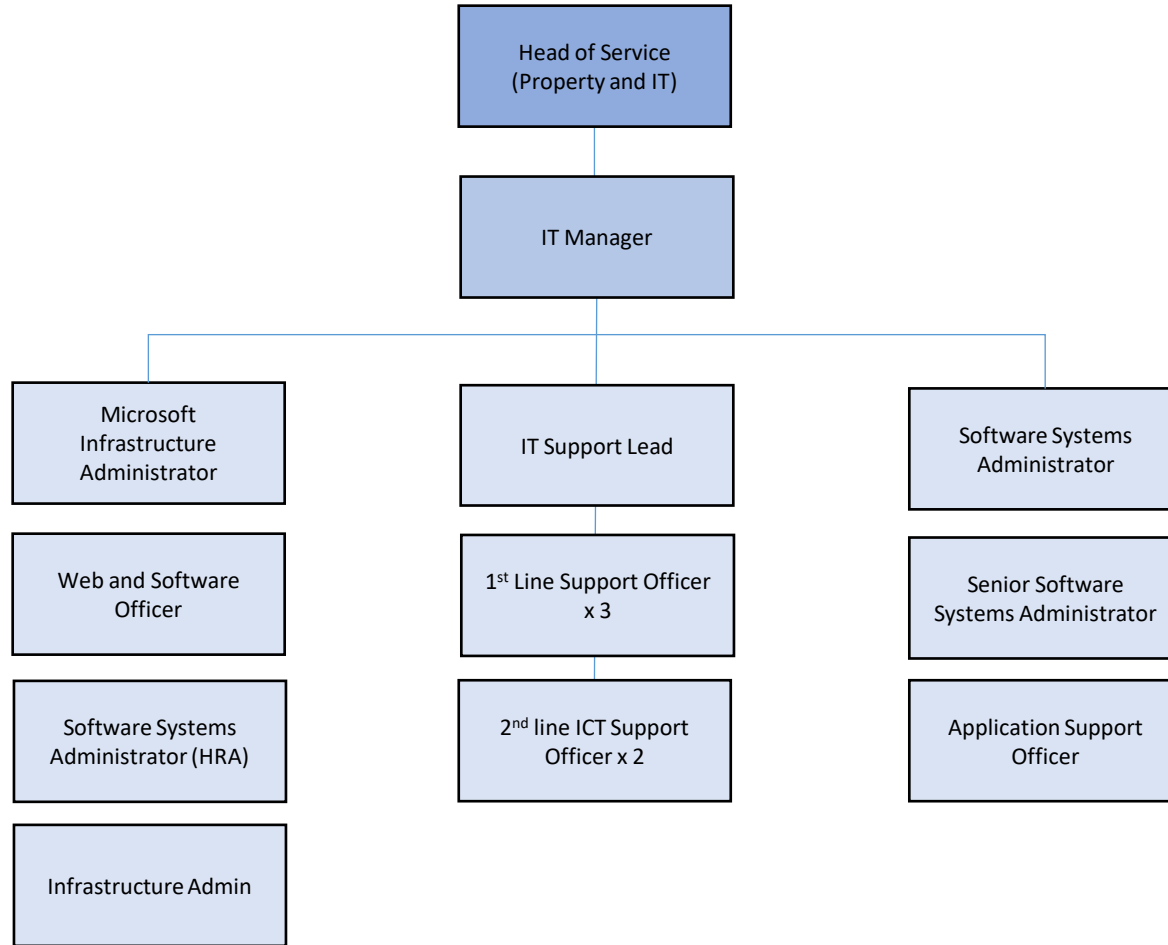 Head of Service
(Property and IT)
IT Manager
Microsoft
Infrastructure
Administrator
IT Support Lead
Software Systems
Administrator
Web and Software
Officer
1st Line Support Officer
x 3
Senior Software
Systems Administrator
Software Systems
Administrator (HRA)
2nd line ICT Support
Officer x 2
Application Support
Officer
Infrastructure Admin